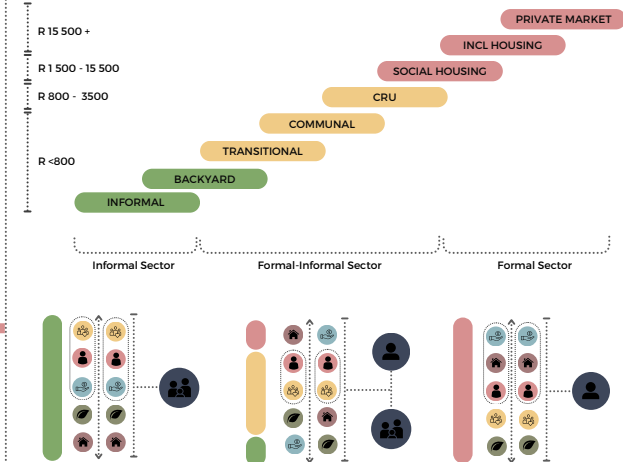 PRIVATE MARKET
R 15 500 +
INCL HOUSING
R 1 500 - 15 500
SOCIAL HOUSING
R 800 - 3500
CRU
COMMUNAL
TRANSITIONAL
R <800
BACKYARD
INFORMAL
Informal Sector
Formal-Informal Sector
Formal Sector